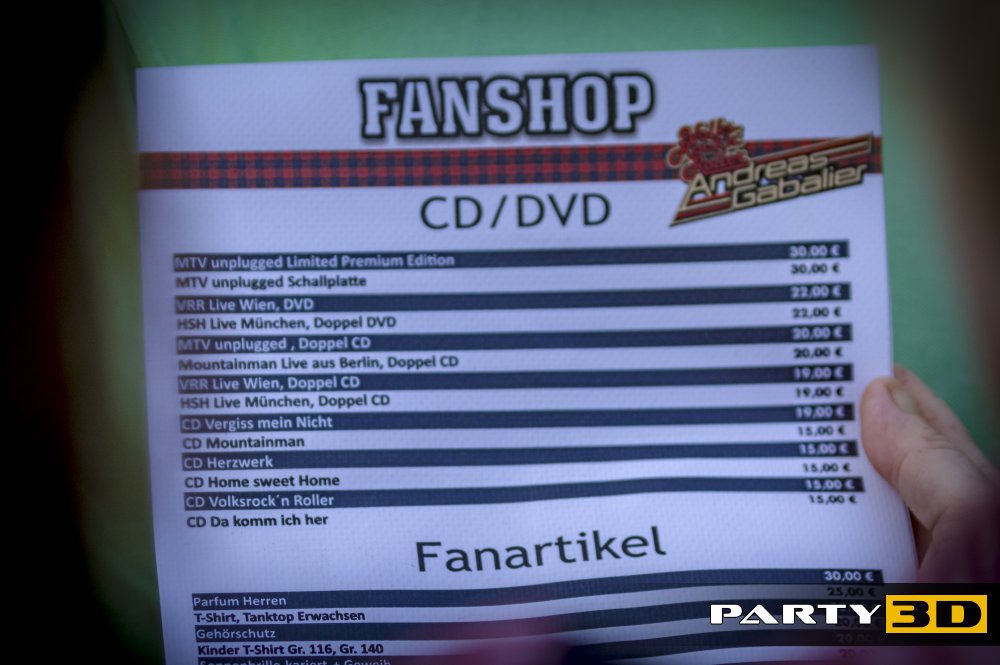 FANSHOP
Andreas
Gabalier
CD/DVD
MTV unplugged Limited Premium Edition 30,00 €
MTV unplugged Schallplatte 30,00 €
VRR Live Wien, DVD 22,00 €
HSH Live München, Doppel DVD 22,00 €
MTV unplugged , Doppel CD 20,00 €
Mountainman Live aus Berlin, Doppel CD 20,00 €
VRR Live Wien, Doppel CD 19,00 €
HSH Live München, Doppel CD 19,00 €
CD Vergiss mein Nicht 19,00 €
CD Mountainman 15,00 €
CD Herzwerk 15,00 €
CD Home sweet Home 15,00 €
CD Volksrock´n Roller 15,00 €
CD Da komm ich her 15,00 €
Fanartikel
Parfum Herren 30,00 €
T-Shirt, Tanktop Erwachsen 25,00 €
Gehörschutz
Kinder T-Shirt Gr. 116, Gr. 140
Sonnenbrille kariert + Geweih
PARTY 3D